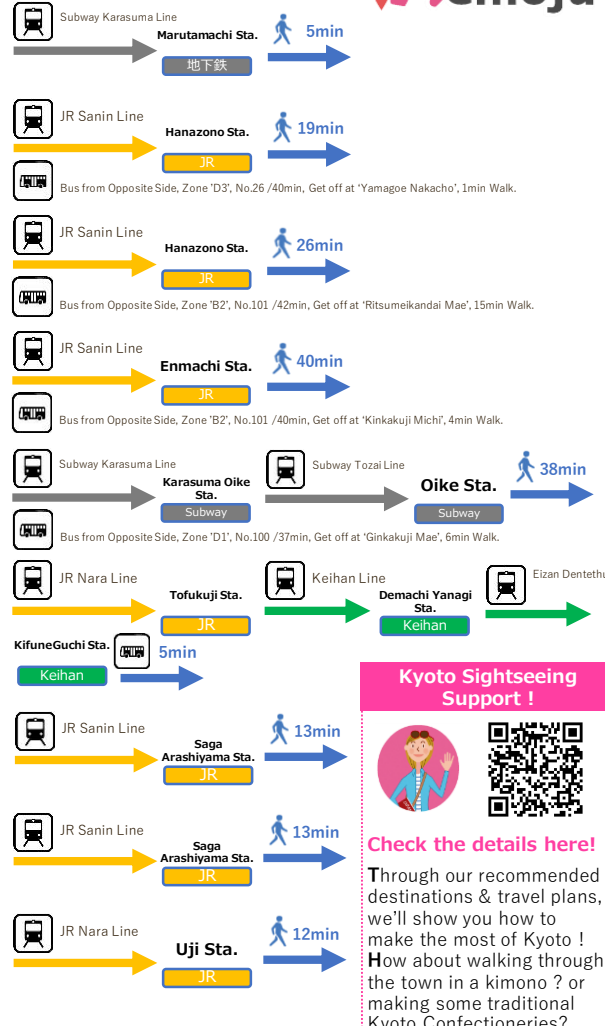 emoju
Subway Karasuma Line
Marutamachi Sta.
5min
地下鉄
JR Sanin Line
Hanazono Sta.
19min
JR
Bus from Opposite Side, Zone 'D3', No.26 /40min, Get off at ‘Yamagoe Nakacho’, 1min Walk.
JR Sanin Line
Hanazono Sta.
26min
JR
Bus from Opposite Side, Zone 'B2', No.101 /42min, Get off at ‘Ritsumeikandai Mae’, 15min Walk.
JR Sanin Line
Enmachi Sta.
40min
JR
Bus from Opposite Side, Zone 'B2', No.101 /40min, Get off at ‘Kinkakuji Michi’, 4min Walk.
Subway Karasuma Line
Karasuma Oike
Sta.
Subway
Subway Tozai Line
Oike Sta.
Subway
38min
Bus from Opposite Side, Zone 'D1', No.100 /37min, Get off at ‘Ginkakuji Mae’, 6min Walk.
JR Nara Line
Tofukuji Sta.
JR
Keihan Line
Demachi Yanagi
Sta.
Keihan
Eizan Dentethu
KifuneGuchi Sta.
Keihan
5min
JR Sanin Line
Saga
Arashiyama Sta.
JR
13min
JR Sanin Line
Saga
Arashiyama Sta.
JR
13min
JR Nara Line
Uji Sta.
JR
12min
Kyoto Sightseeing
Support !
Check the details here!
Through our recommended
destinations & travel plans,
we’ll show you how to
make the most of Kyoto !
How about walking through
the town in a kimono ? or
making some traditional
Kyoto Confectioneries?